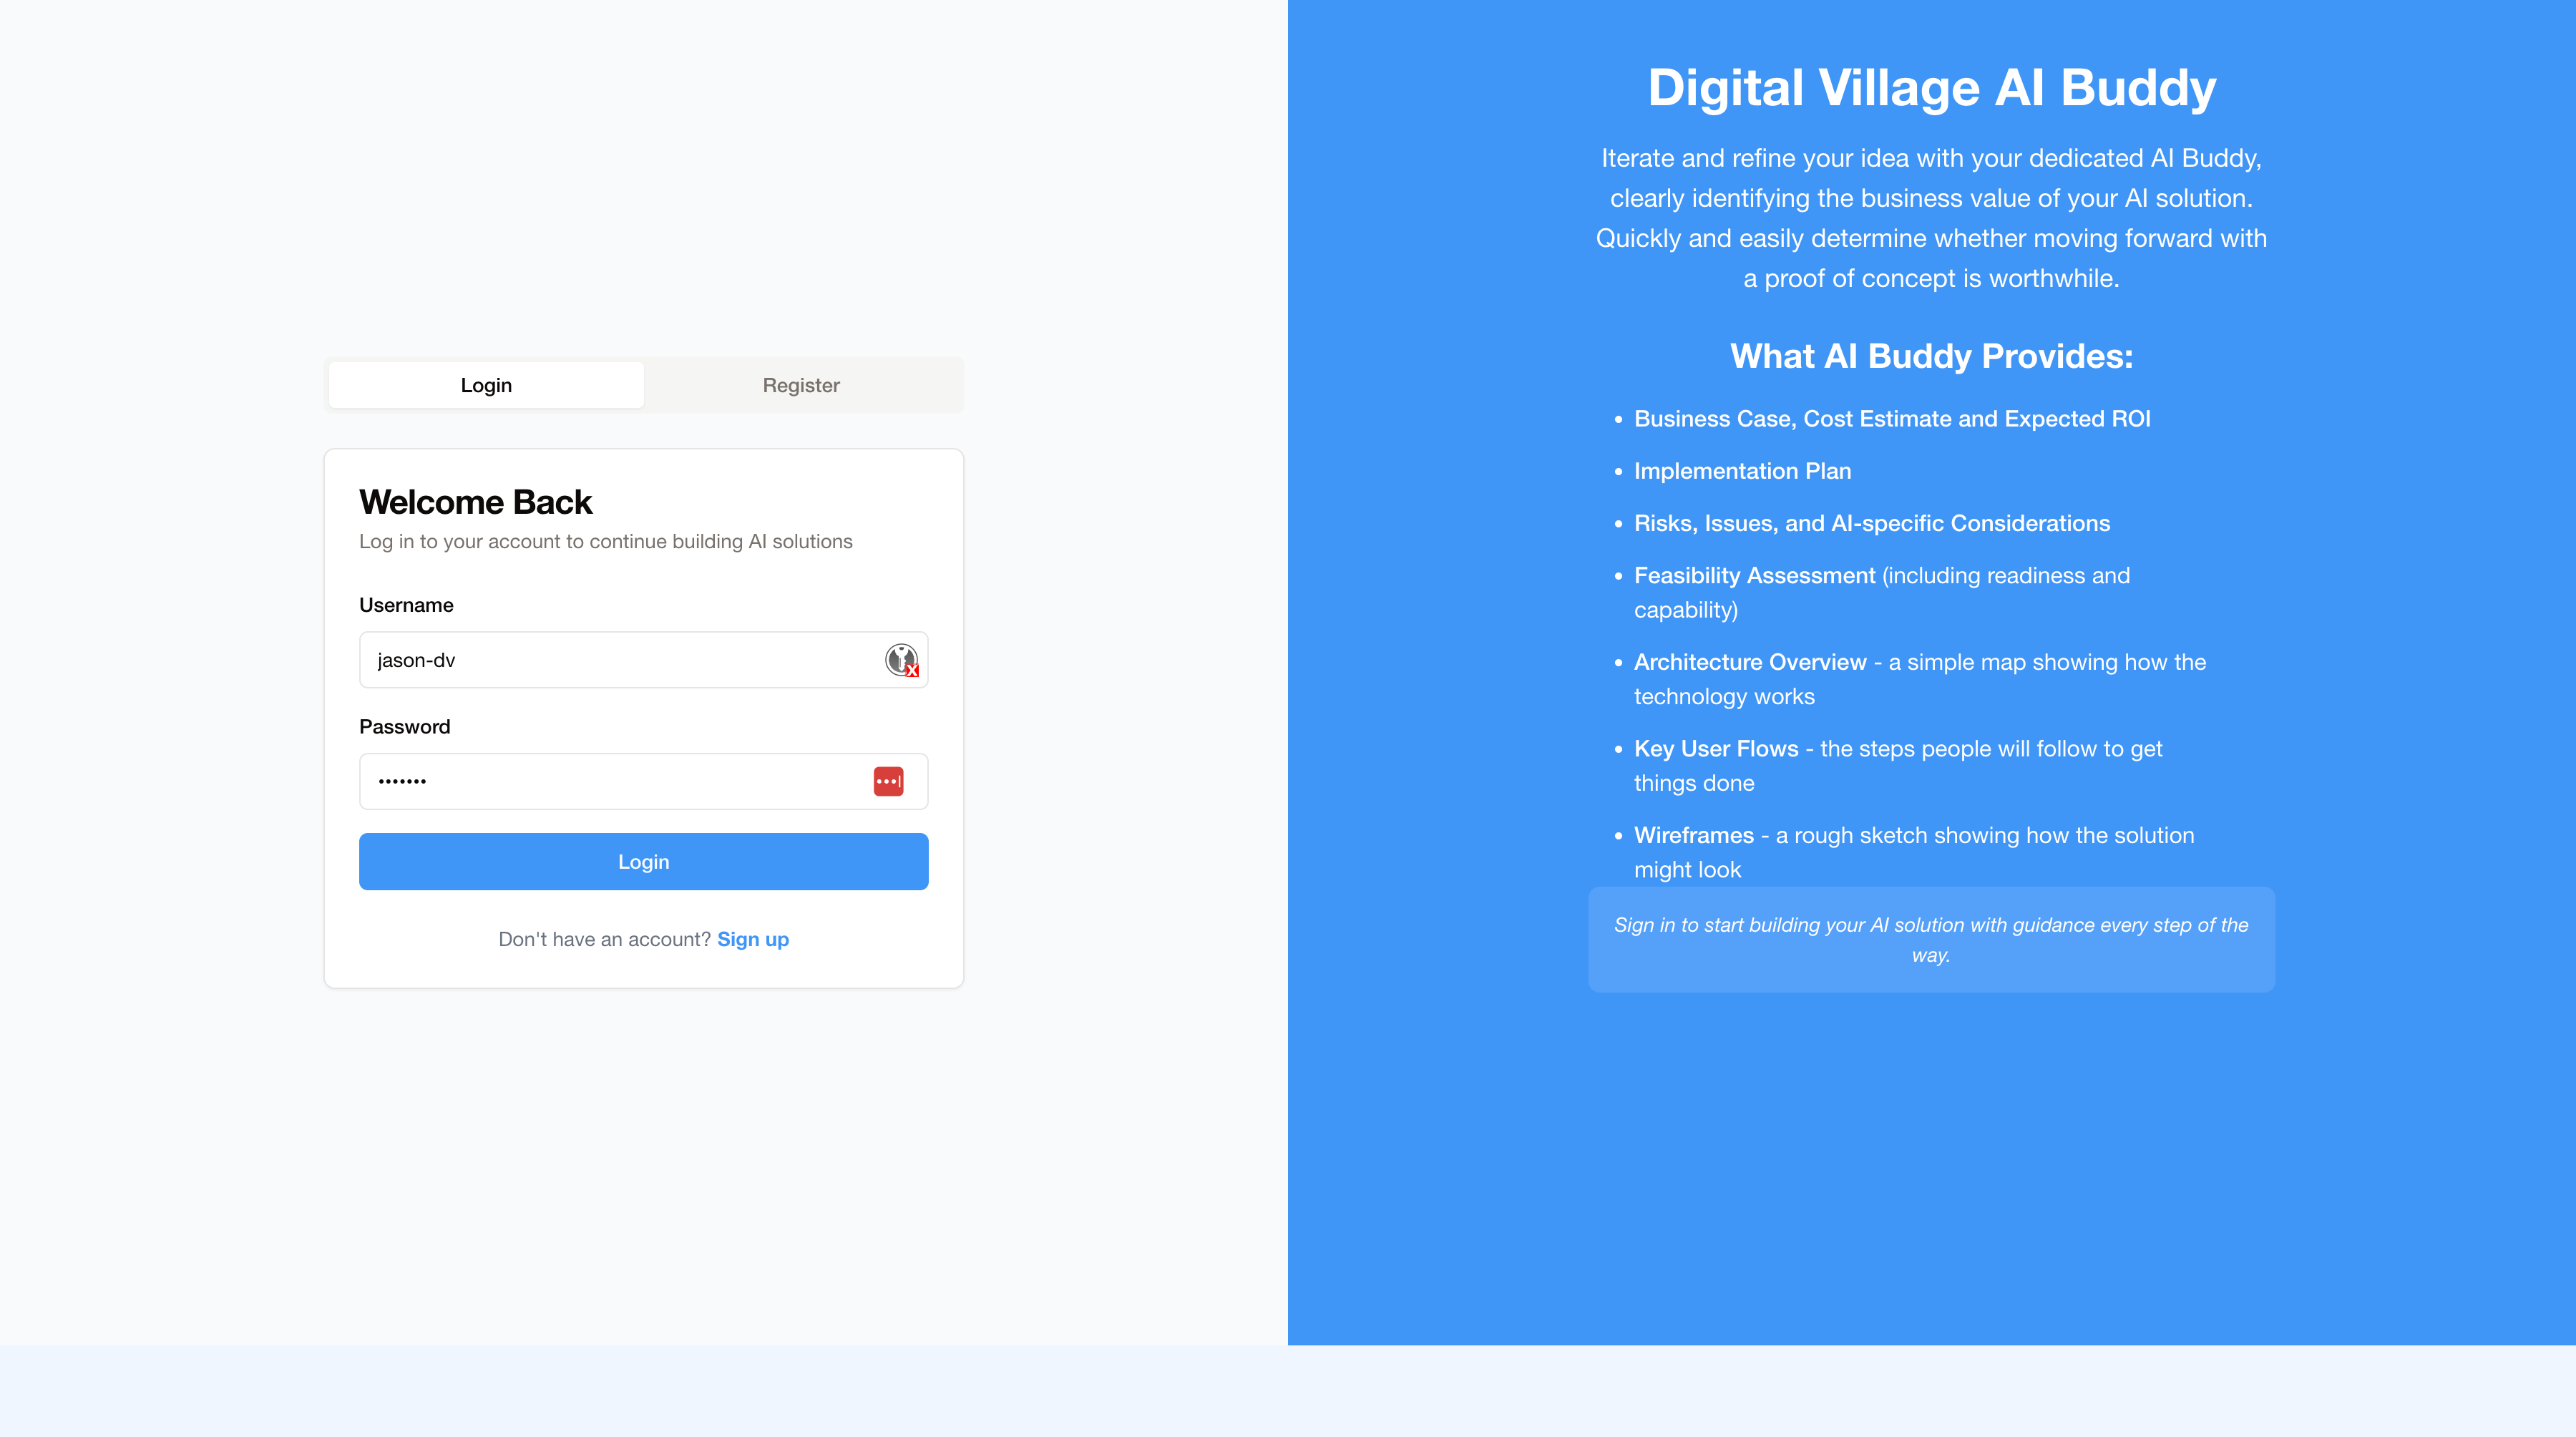 Login
Register
Welcome Back
Log in to your account to continue building AI solutions
Username
jason-dv
Password
•••••••
Login
Don't have an account? Sign up
Digital Village AI Buddy
Iterate and refine your idea with your dedicated AI Buddy,
clearly identifying the business value of your AI solution.
Quickly and easily determine whether moving forward with
a proof of concept is worthwhile.
What AI Buddy Provides:
• Business Case, Cost Estimate and Expected ROI
• Implementation Plan
• Risks, Issues, and AI-specific Considerations
• Feasibility Assessment (including readiness and
capability)
• Architecture Overview - a simple map showing how the
technology works
• Key User Flows - the steps people will follow to get
things done
• Wireframes - a rough sketch showing how the solution
might look
Sign in to start building your AI solution with guidance every step of the
way.